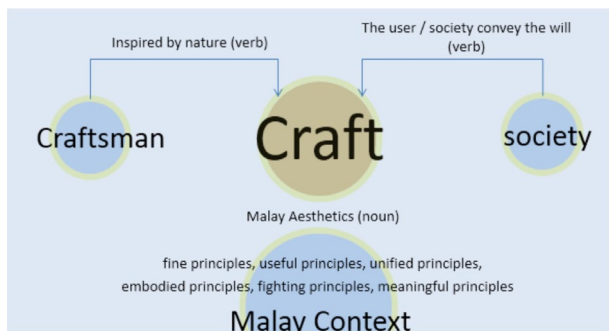 Inspired by nature (verb)
The user / society convey the will
(verb)
Craftsman
Craft
society
Malay Aesthetics (noun)
fine principles, useful principles, unified principles,
embodied principles, fighting principles, meaningful principles
Malay Context